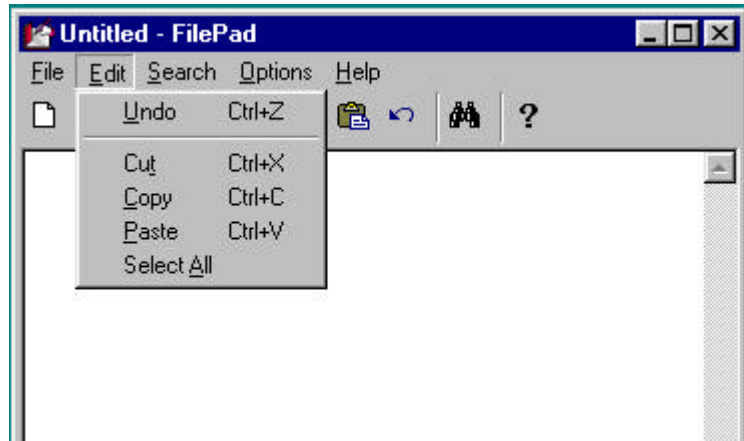 Untitled - FilePad
File Edit Search Options Help
Undo Ctrl+Z
?
Cut Ctrl+X
Copy Ctrl+C
Paste Ctrl+V
Select All